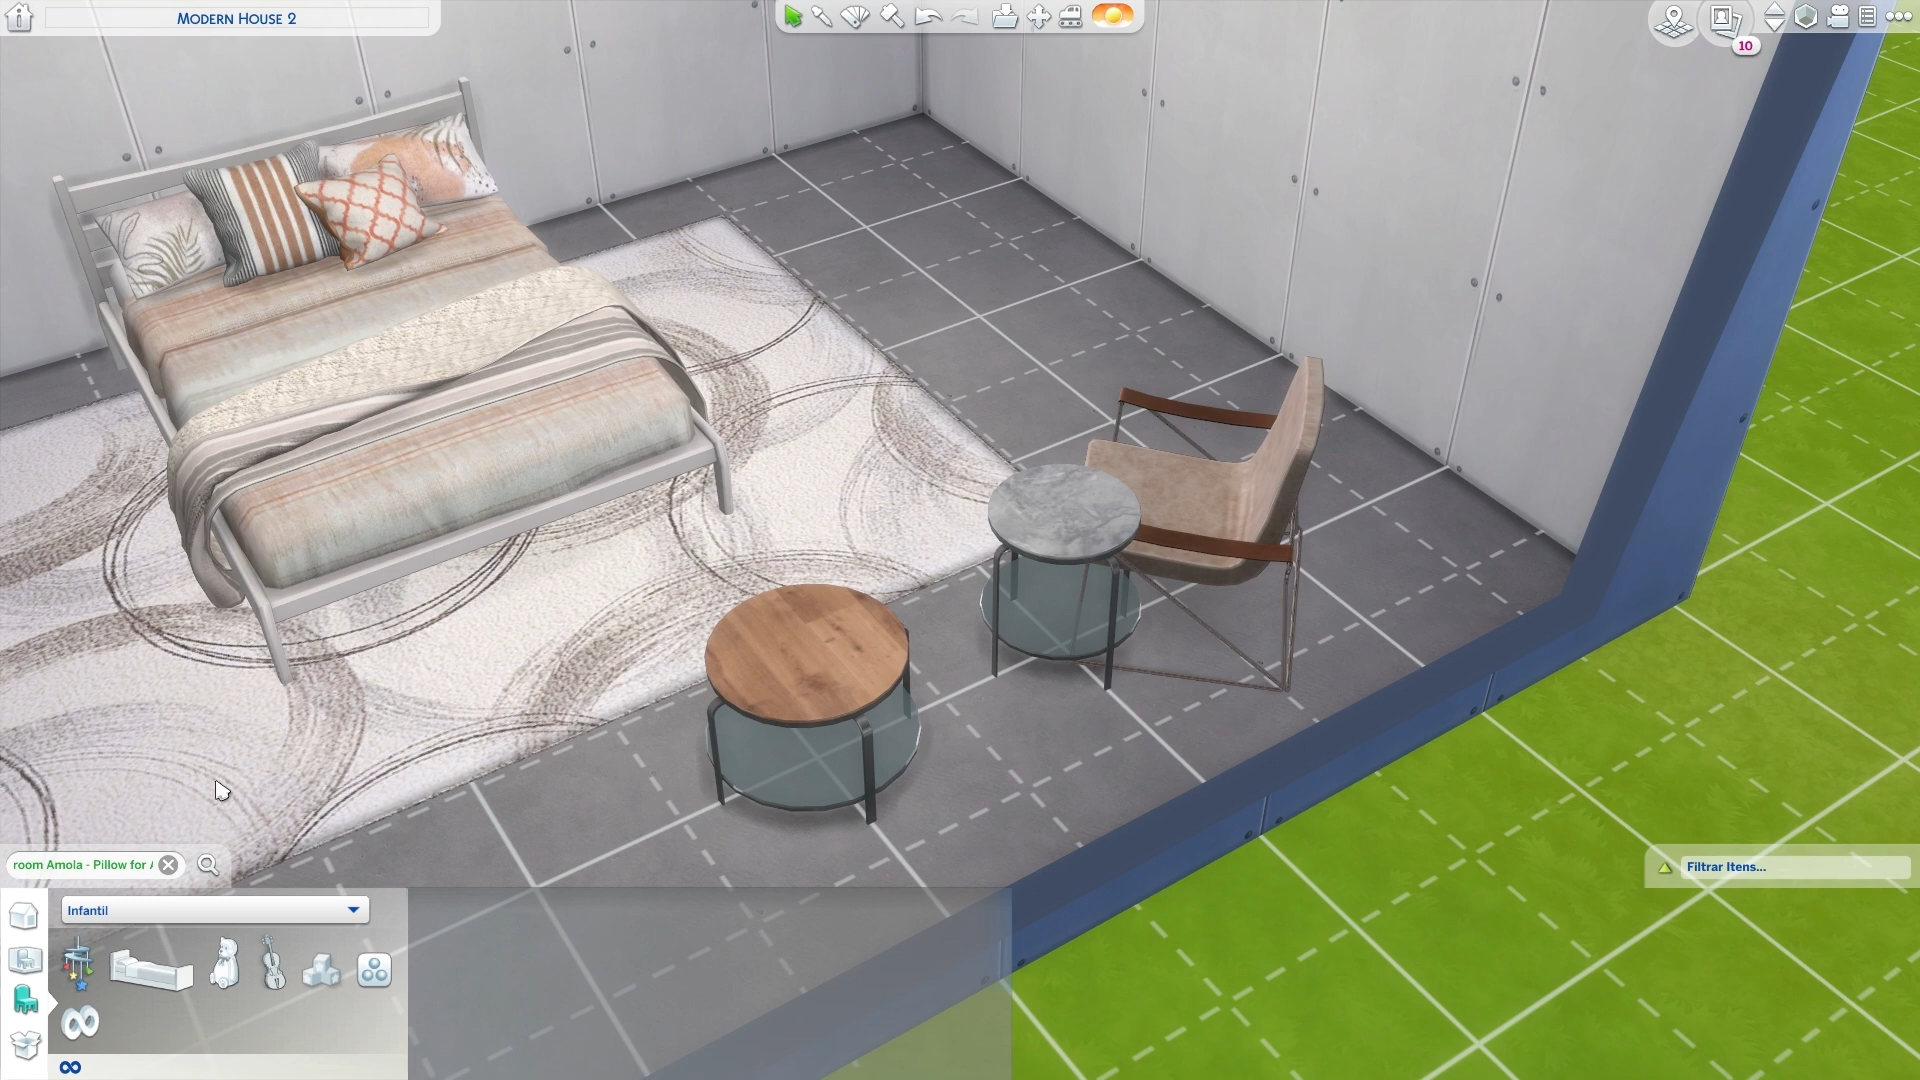 Modern House 2
10
room Amola - Pillow for
Filtrar Itens...
Infantil